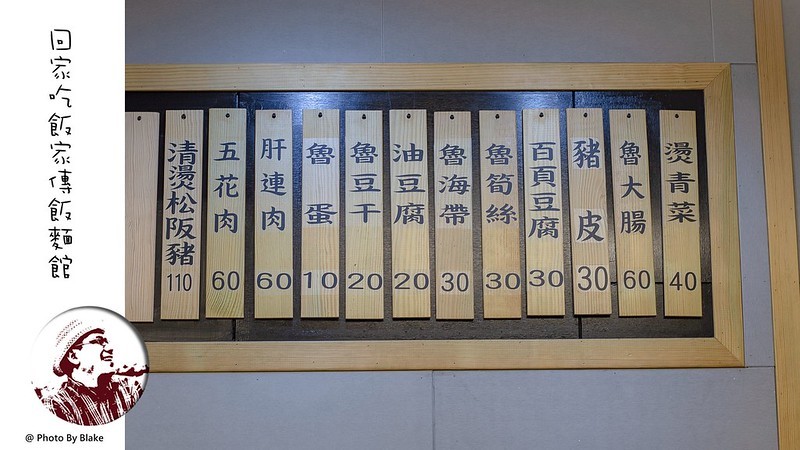 回家吃飯家傳飯麵館
燙青菜 40
魯大腸 60
豬皮 30
百頁豆腐 30
魯筍絲 30
魯海帶 30
油豆腐 20
魯豆干 20
魯蛋 10
肝連肉 60
五花肉 60
清燙松阪豬 110
@ Photo By Blake